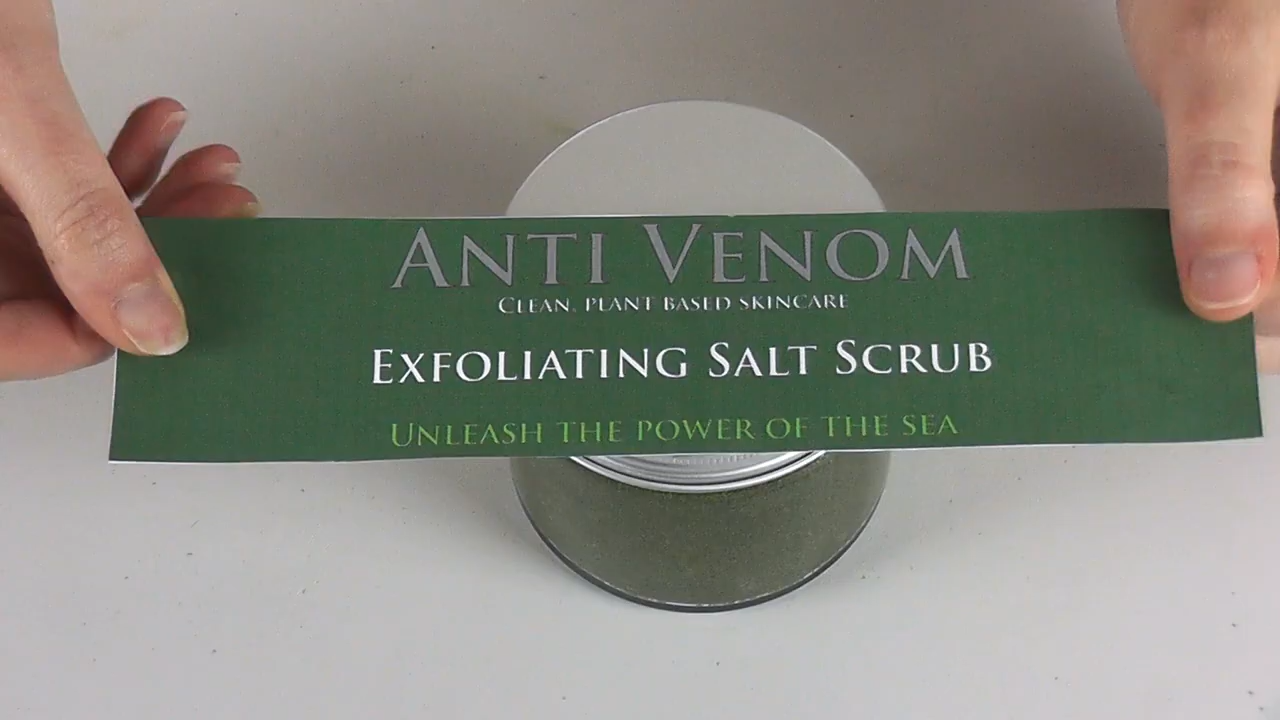 ANTI VENOM
CLEAN, PLANT BASED SKINCARE
EXFOLIATING SALT SCRUB
UNLEASH THE POWER OF THE SEA